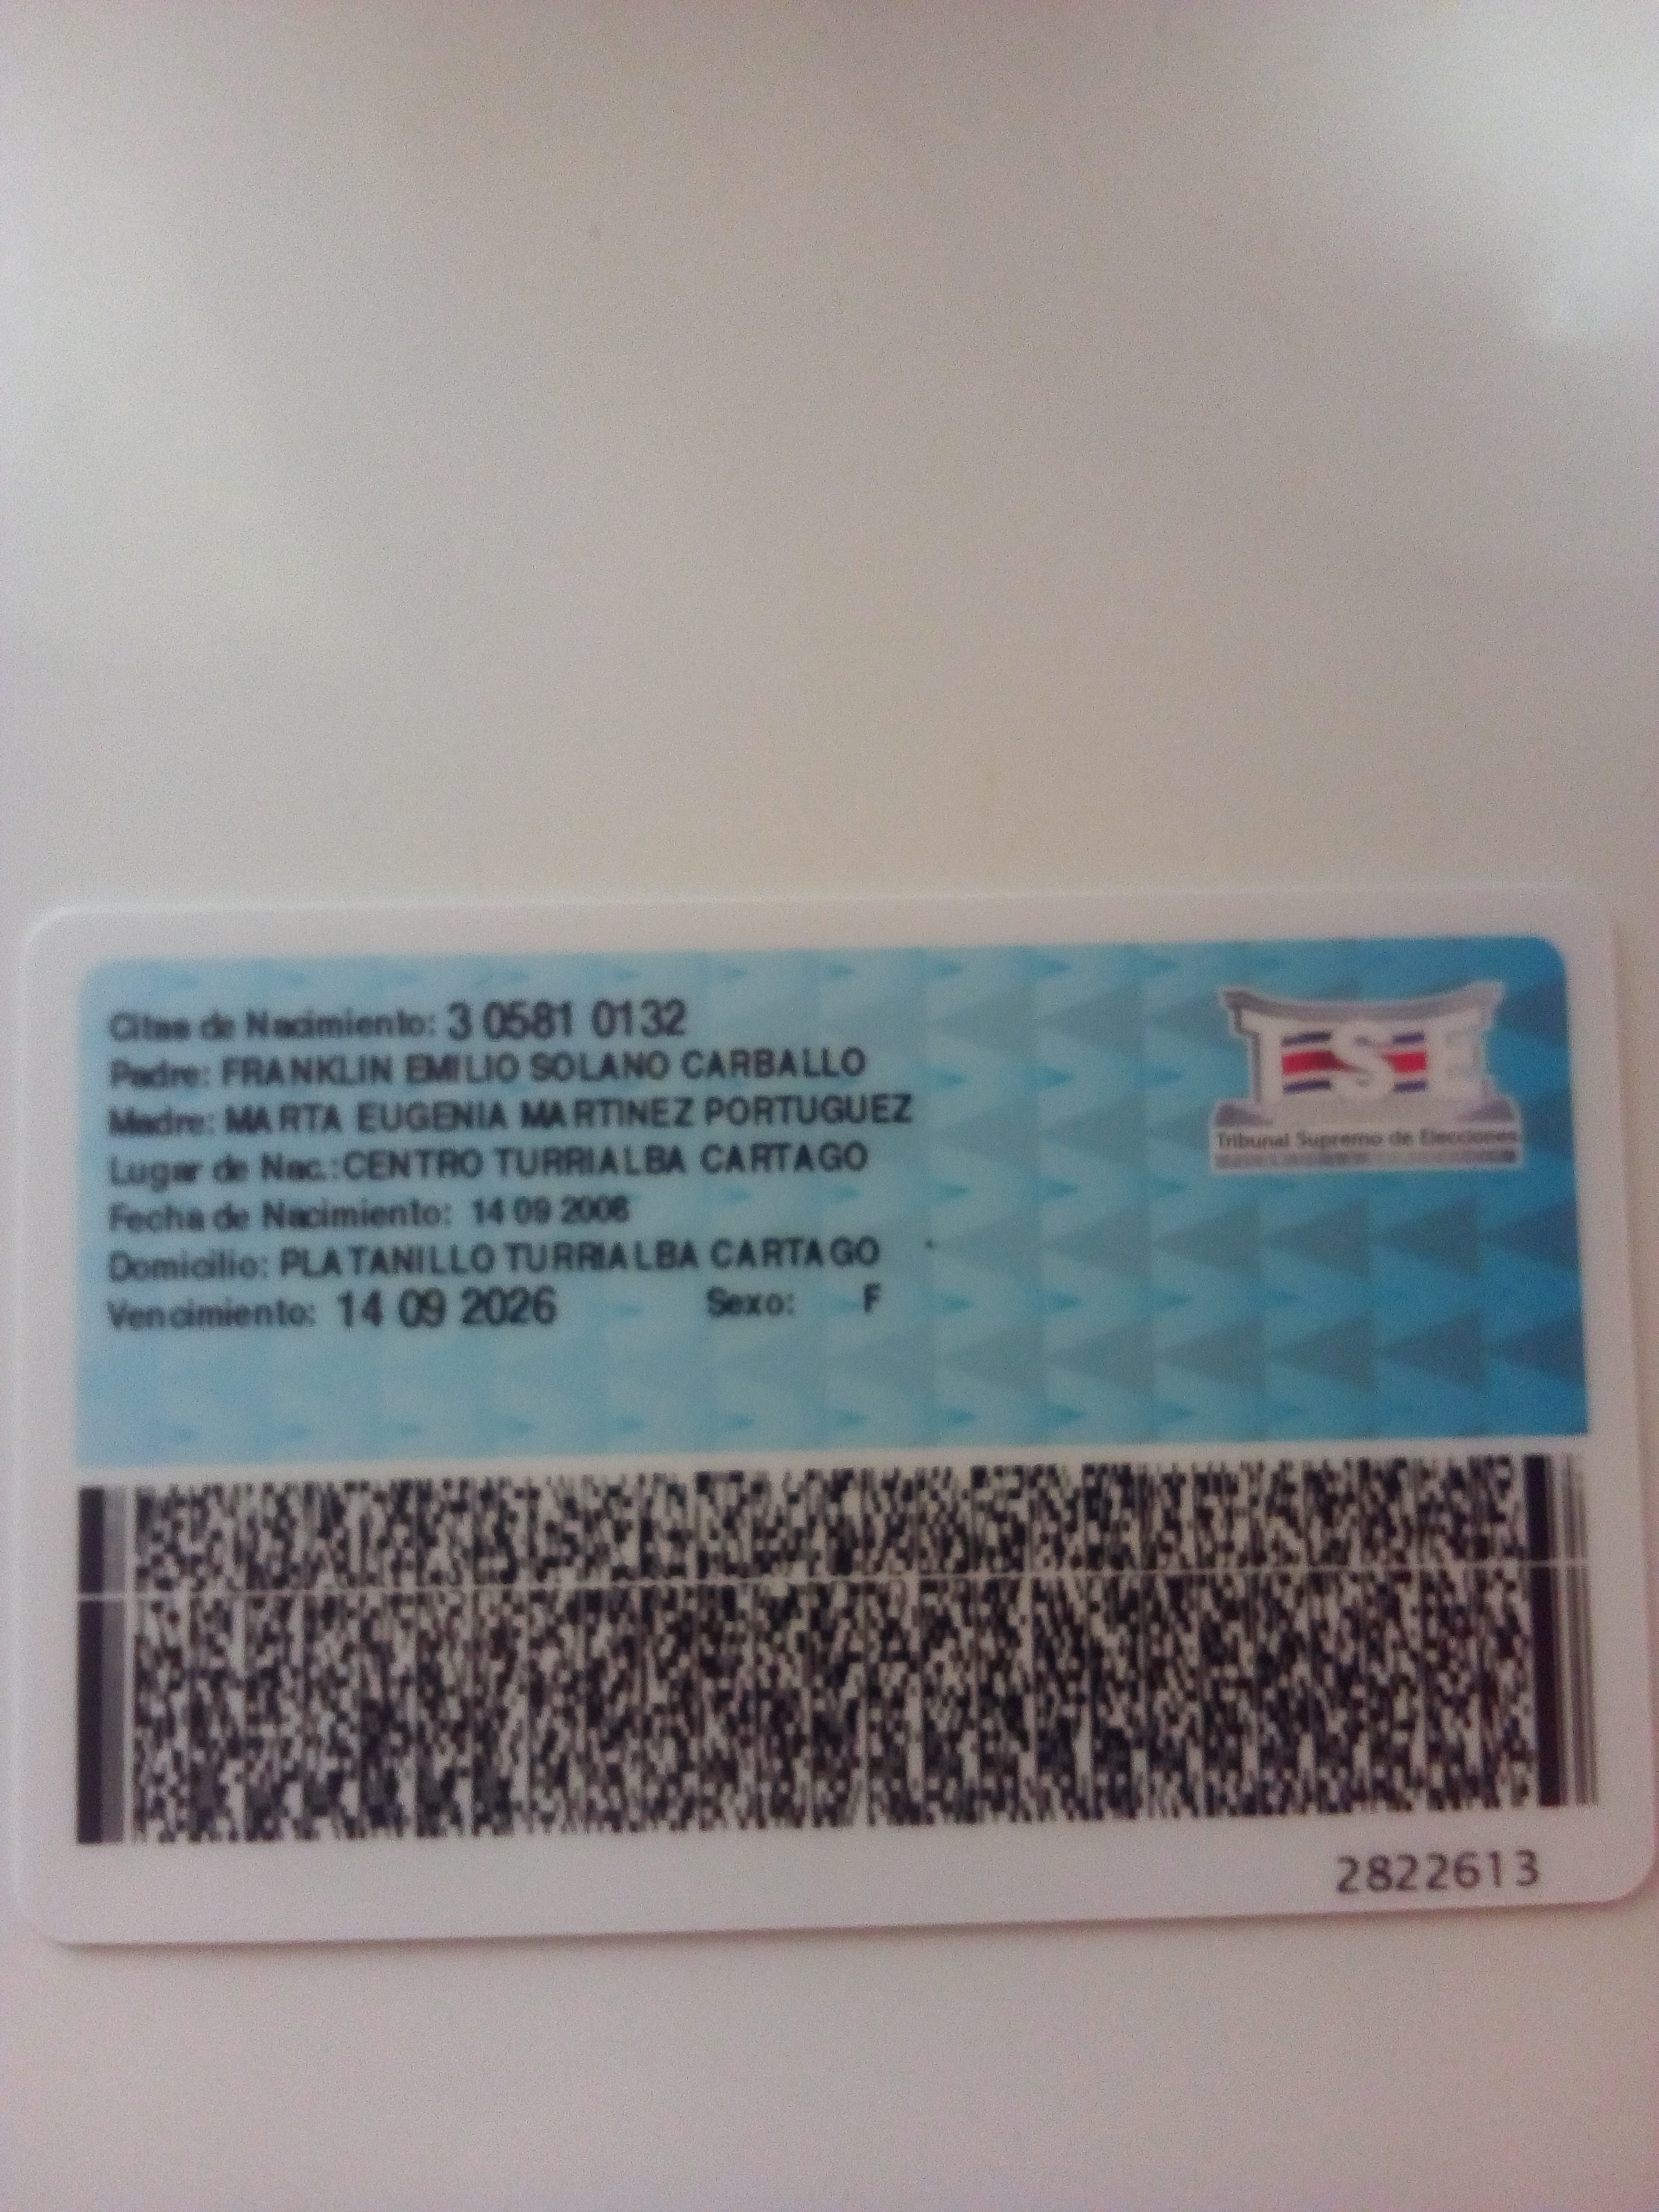 Citas de Nacimiento: 3 0581 0132
Padre: FRANKLIN EMILIO SOLANO CARBALLO
Madre: MARTA EUGENIA MARTINEZ PORTUGUEZ
Lugar de Nac.:CENTRO TURRIALBA CARTAGO
Fecha de Nacimiento: 14 09 2008
Domicilio: PLATANILLO TURRIALBA CARTAGO
Vencimiento: 14 09 2026 Sexo: F
TSE
Tribunal Supremo de Elecciones
2822613